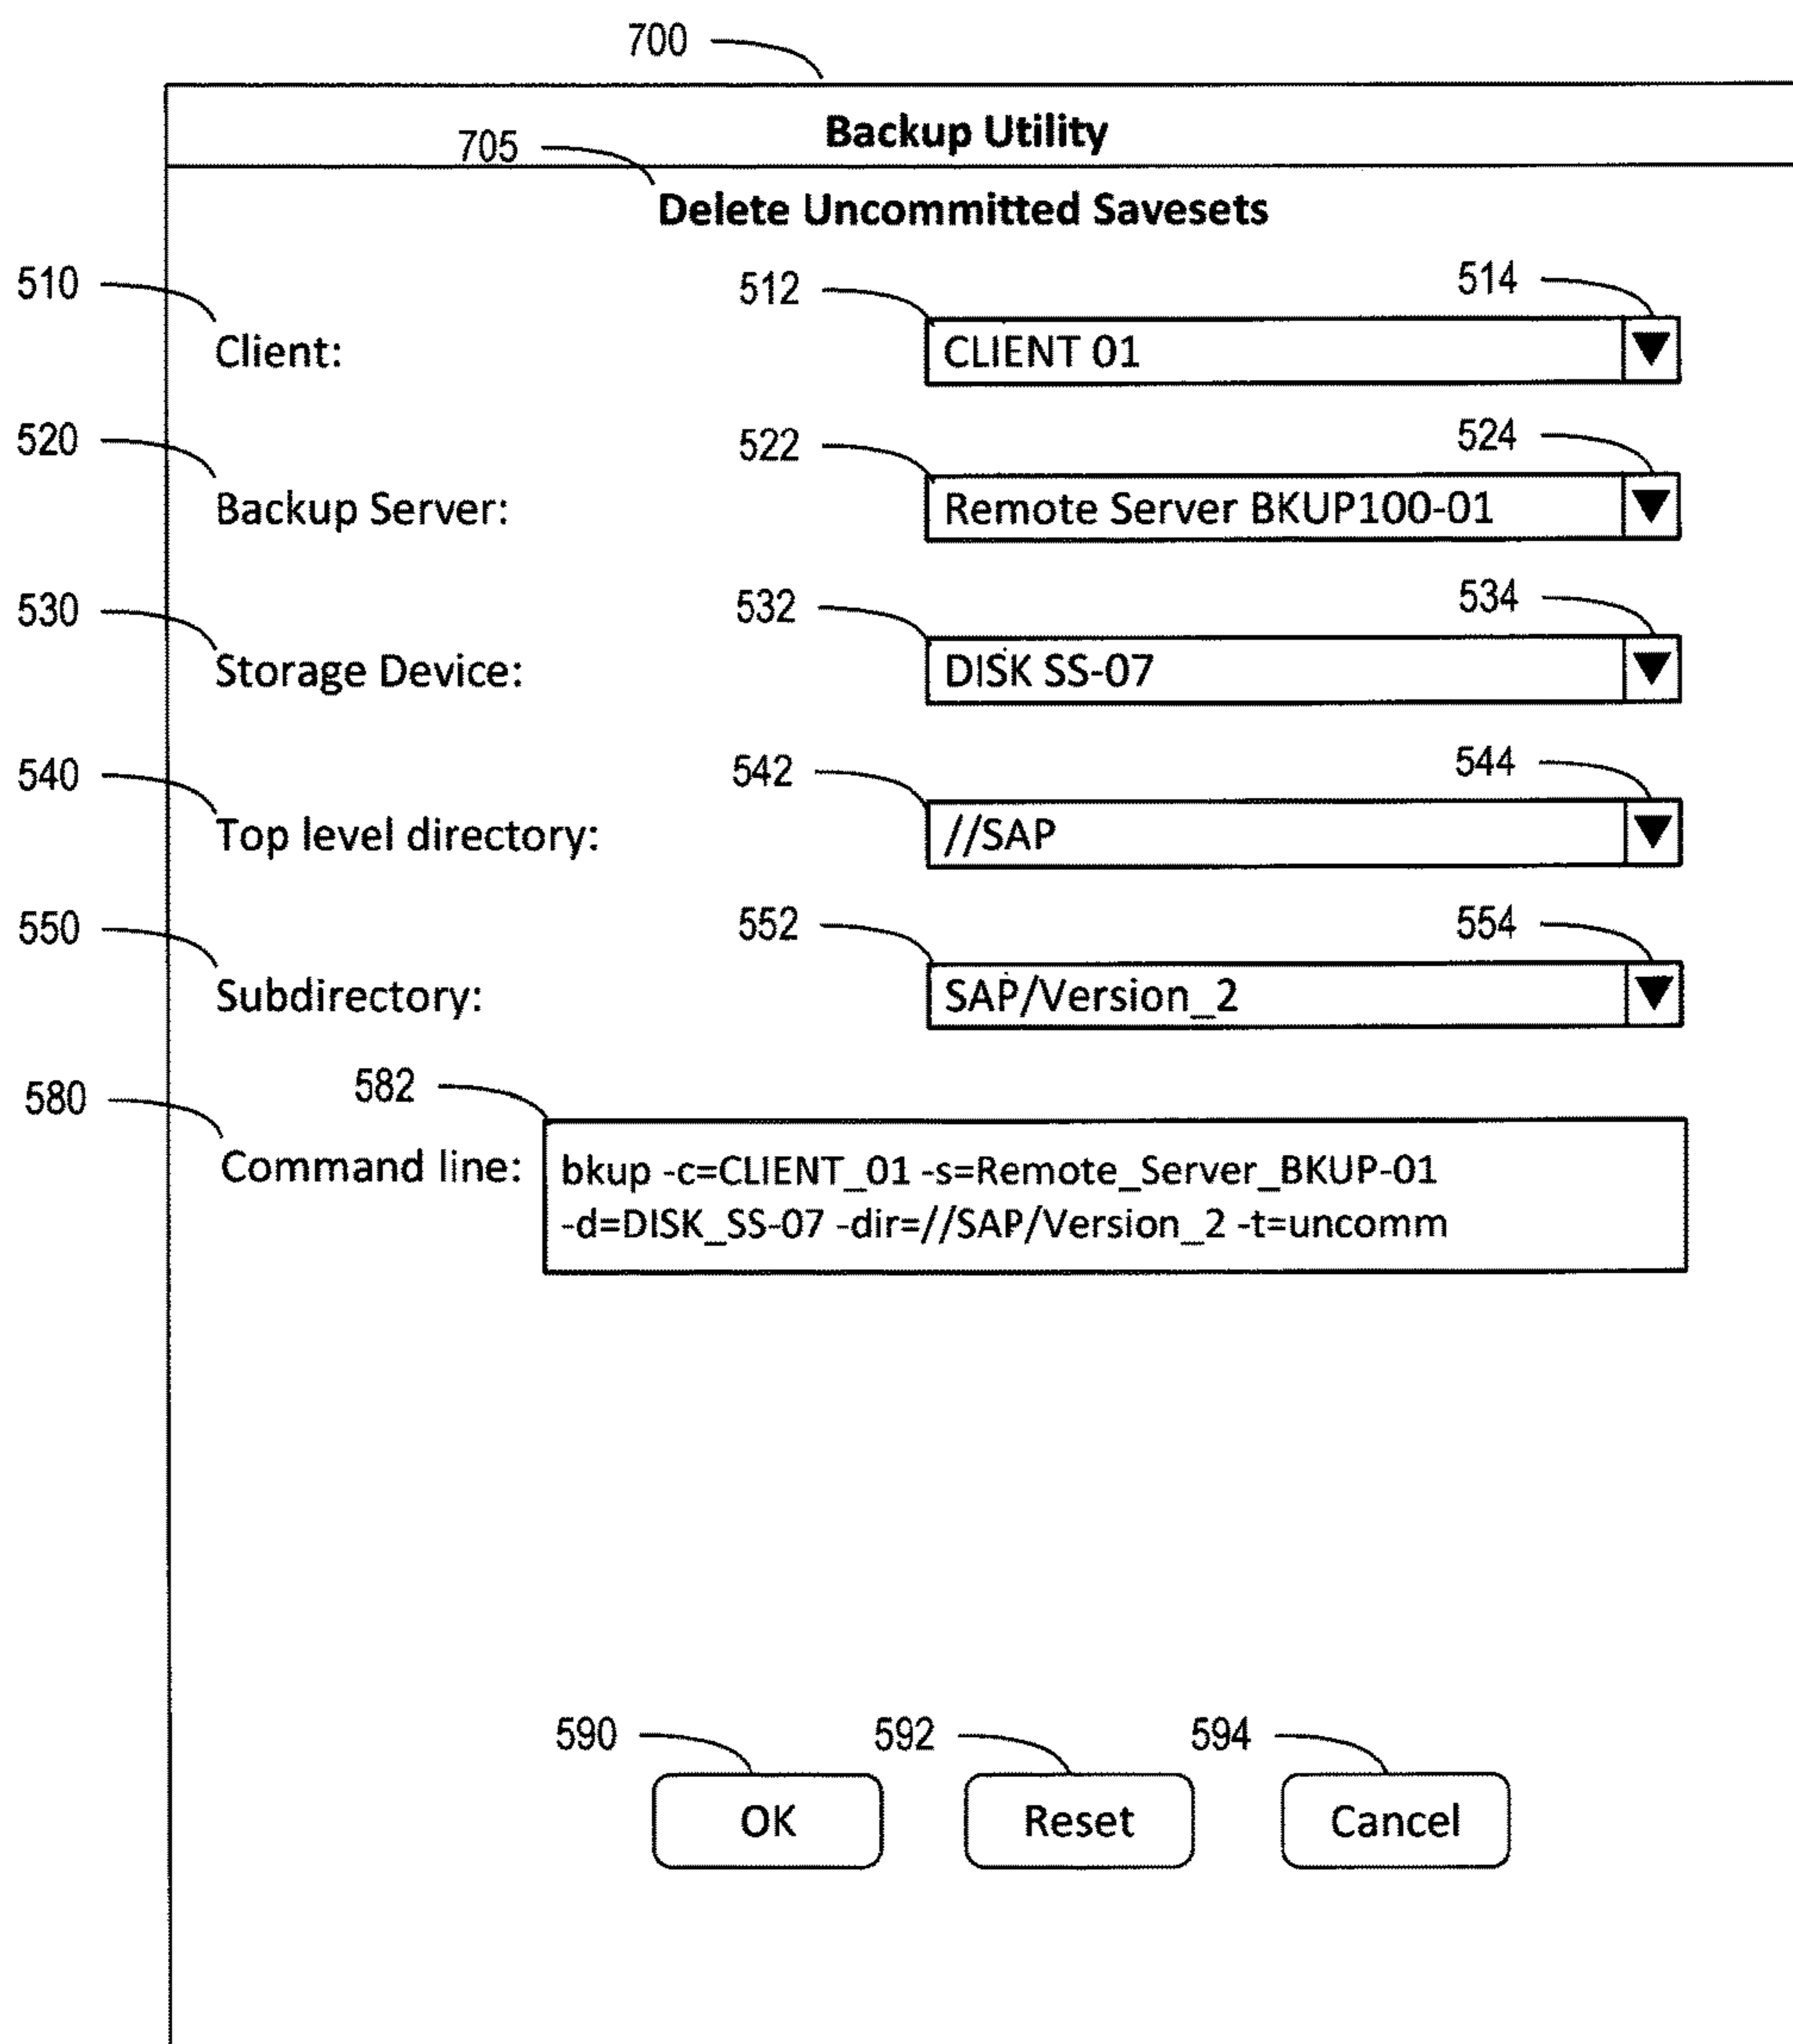 700
Backup Utility
705
Delete Uncommitted Savesets
510 512 514
Client: CLIENT 01 ▼
520 522 524
Backup Server: Remote Server BKUP100-01 ▼
530 532 534
Storage Device: DISK SS-07 ▼
540 542 544
Top level directory: //SAP ▼
550 552 554
Subdirectory: SAP/Version_2 ▼
580 582
Command line: bkup -c=CLIENT_01 -s=Remote_Server_BKUP-01
-d=DISK_SS-07 -dir=//SAP/Version_2 -t=uncomm
590 592 594
OK Reset Cancel